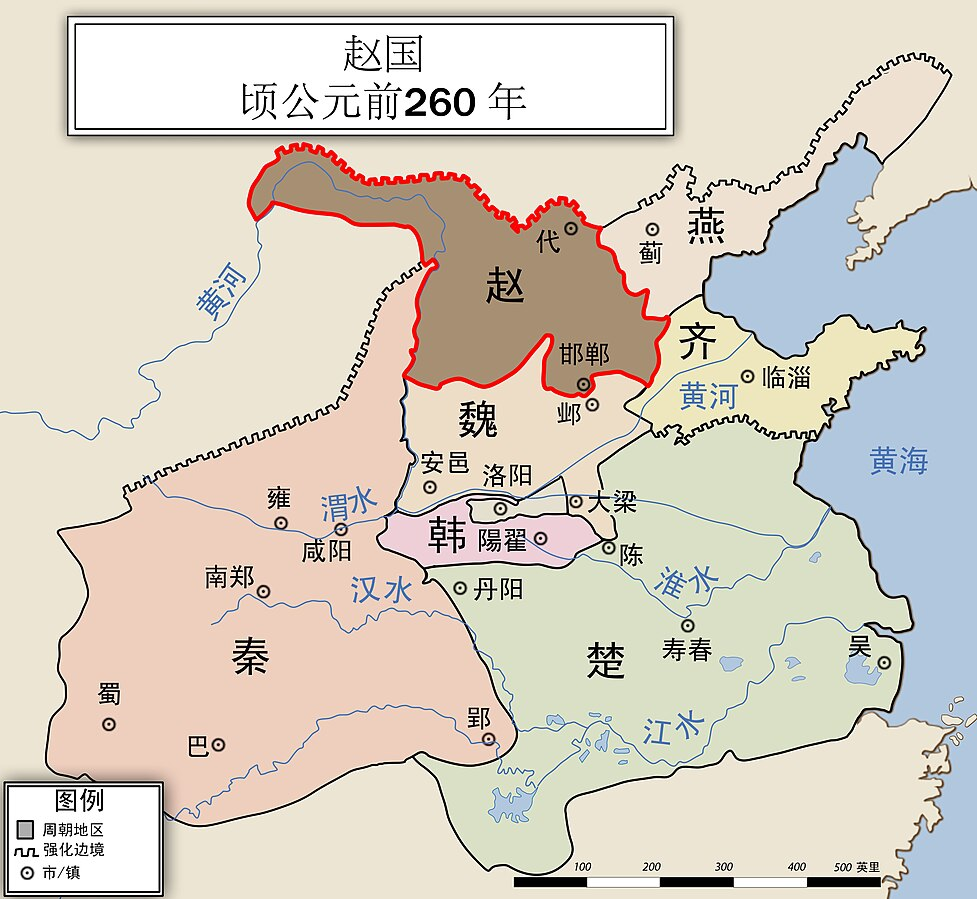 赵国
顷公元前260 年
燕
代
蓟
赵
黄河
齐
邯郸
临淄
黄河
邺
魏
黄海
安邑
洛阳
雍
渭水
大梁
咸阳
韩
陽翟
陈
南郑
汉水
丹阳
淮水
寿春
吴
秦
楚
蜀
郢
巴
江水
图例
周朝地区
强化边境
市/镇
100 200 300 400 500 英里